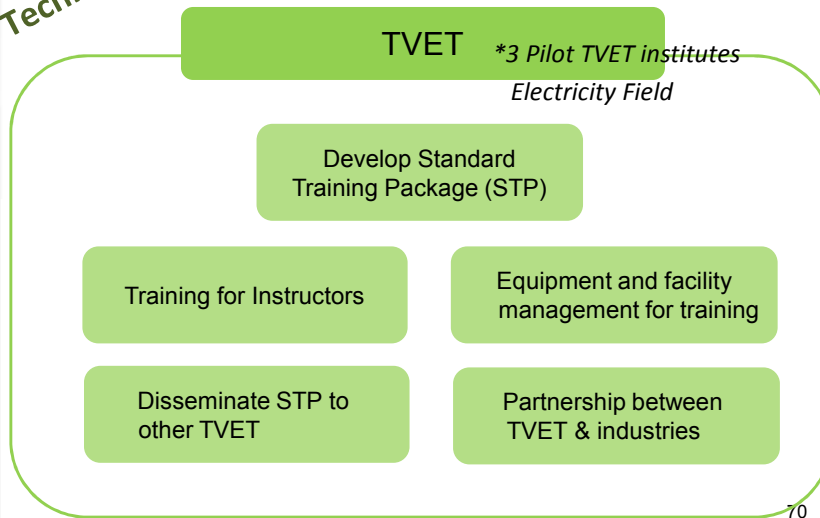 TVET
*3 Pilot TVET institutes
Electricity Field
Develop Standard
Training Package (STP)
Training for Instructors
Equipment and facility
management for training
Disseminate STP to
other TVET
Partnership between
TVET & industries
70